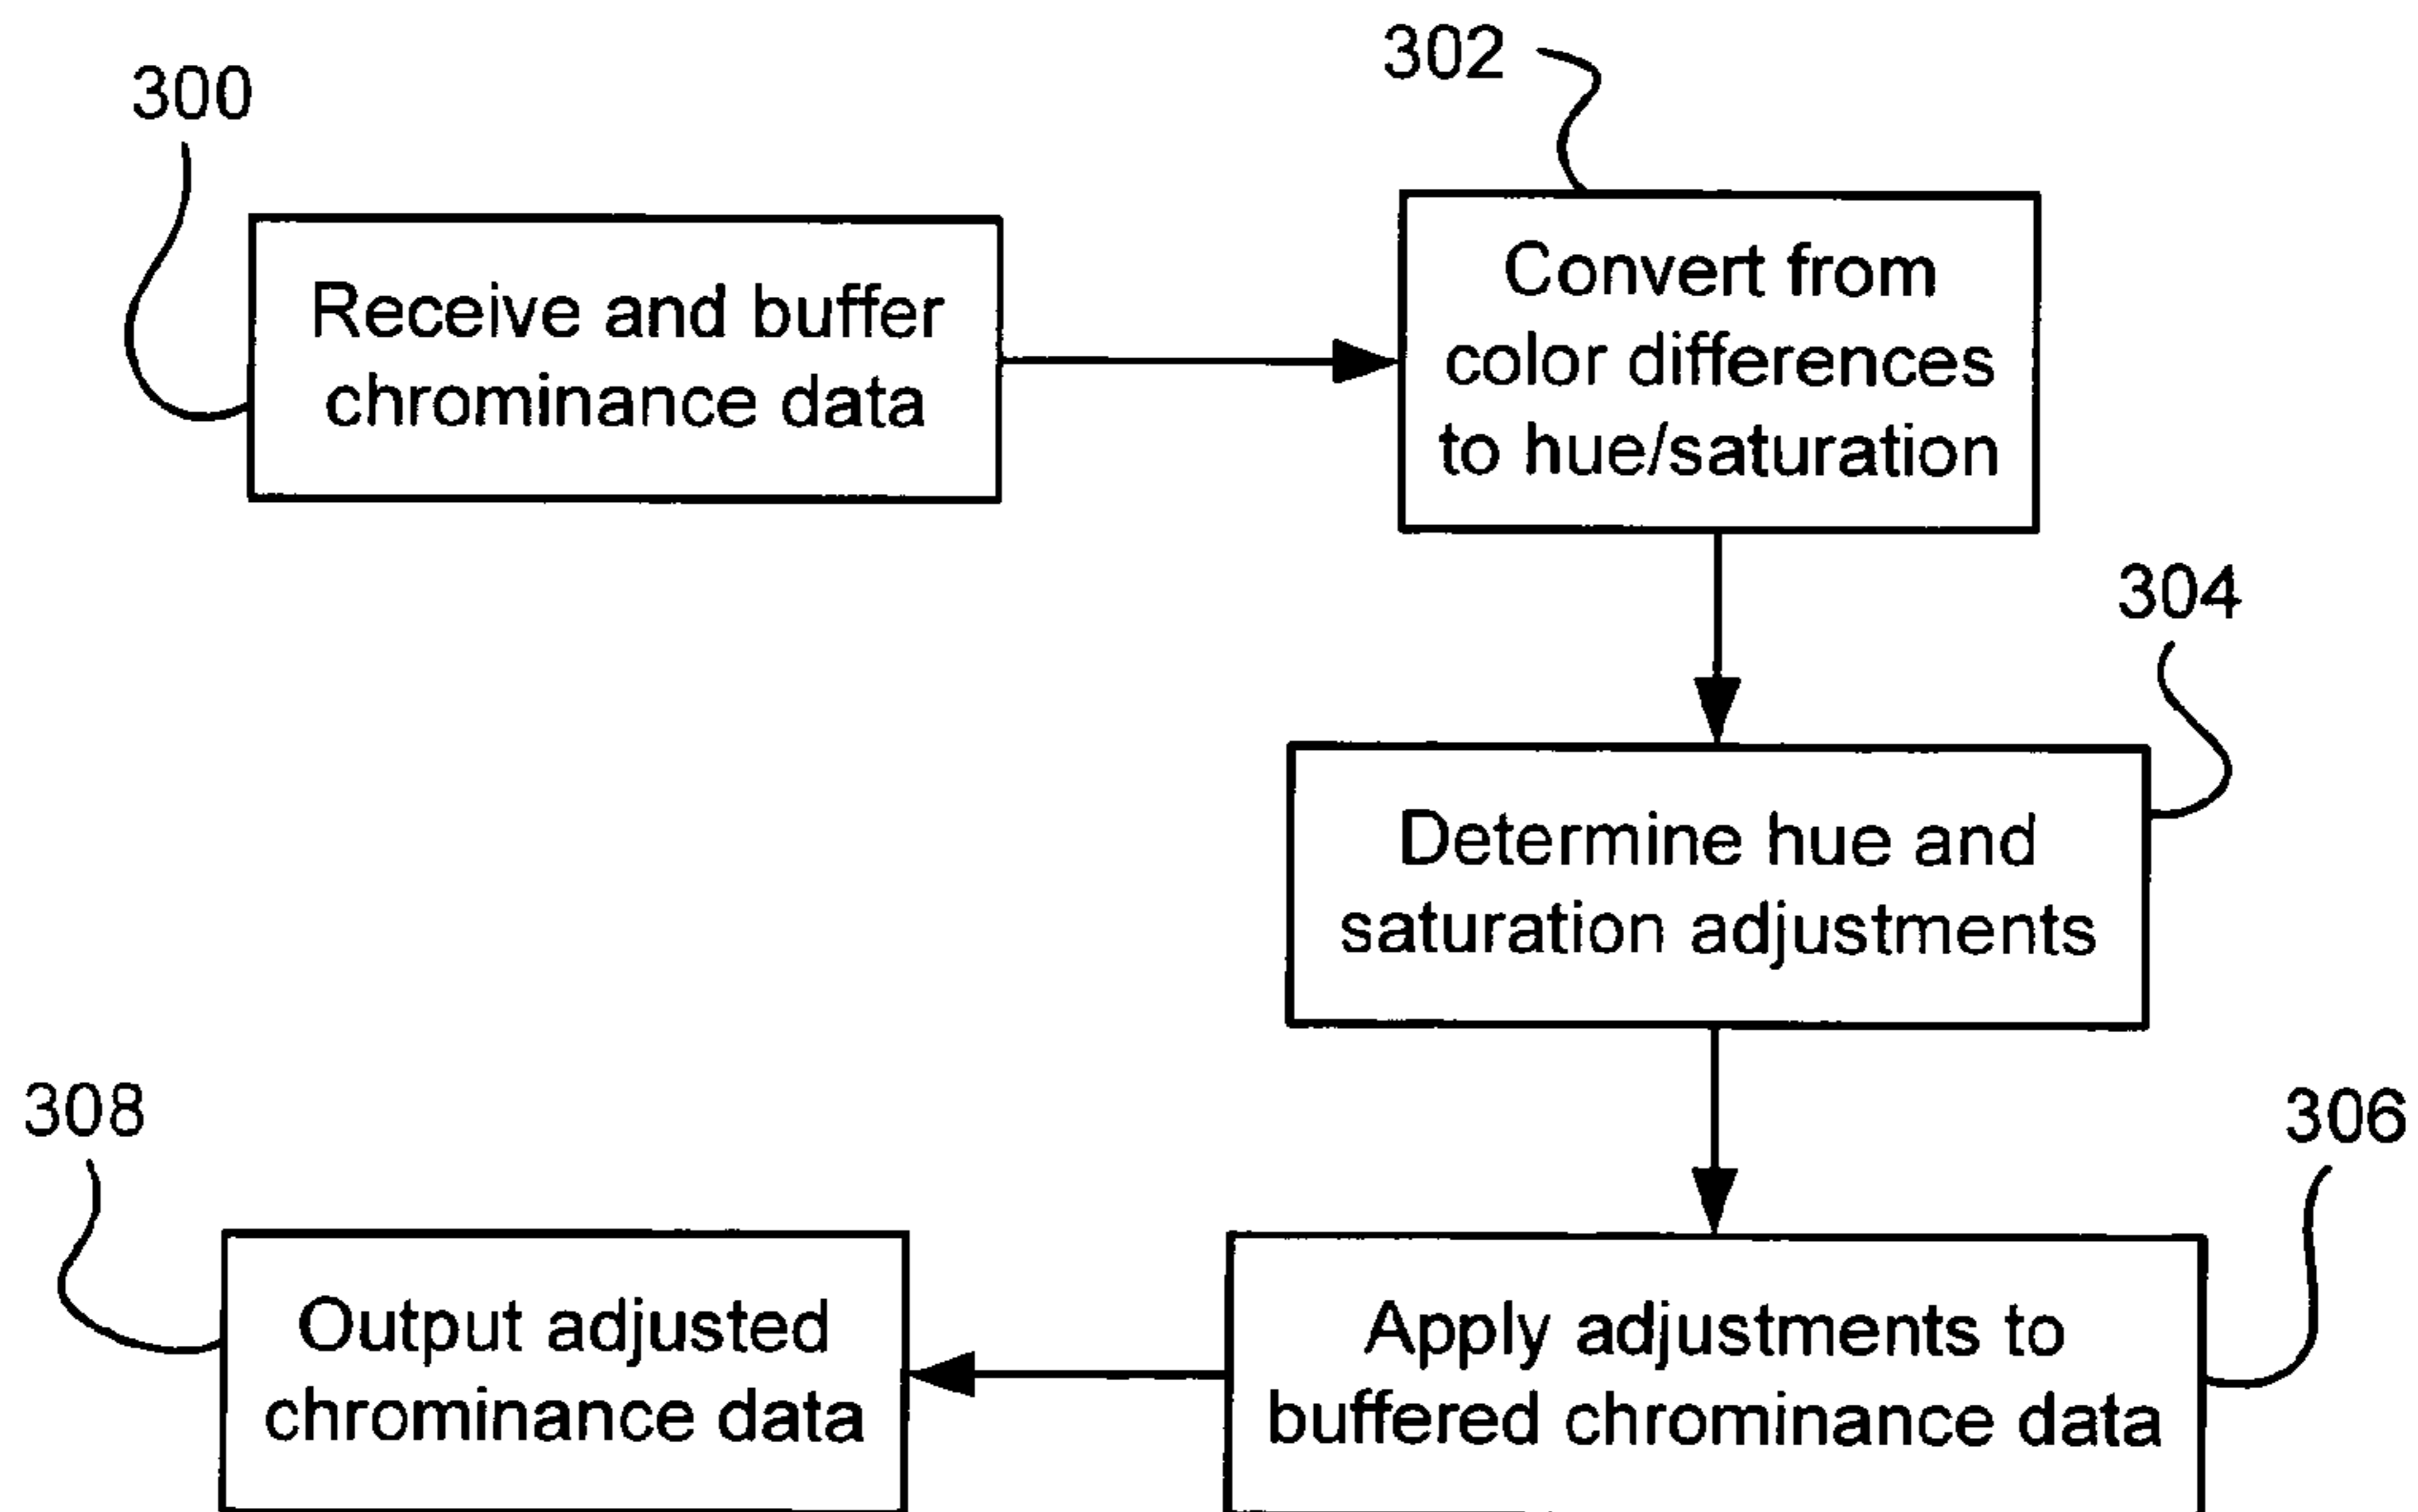 300
Receive and buffer
chrominance data
302
Convert from
color differences
to hue/saturation
304
Determine hue and
saturation adjustments
306
Apply adjustments to
buffered chrominance data
308
Output adjusted
chrominance data